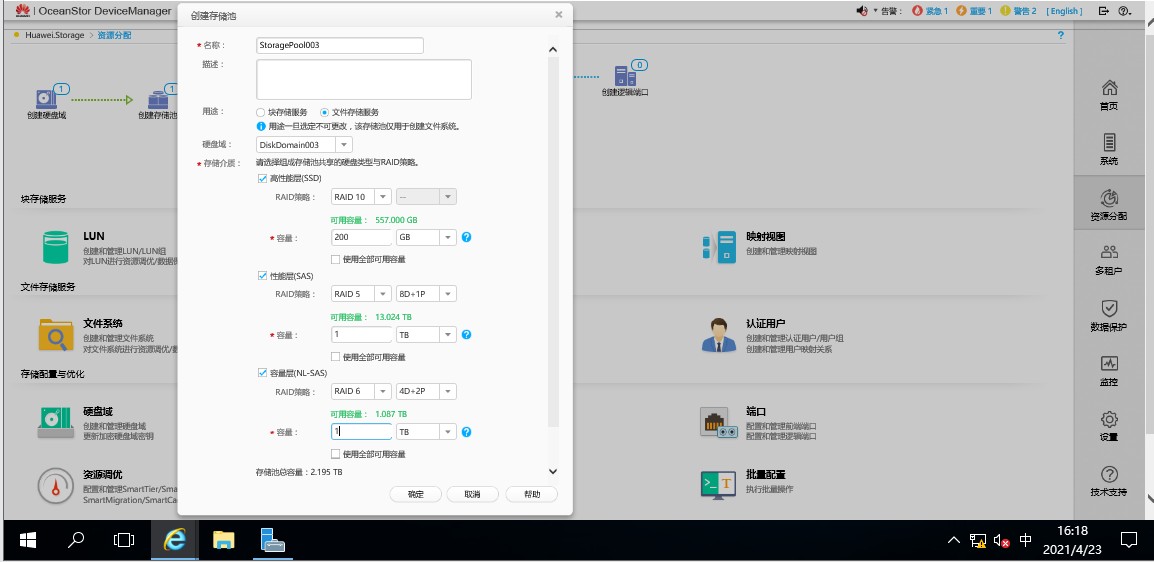 HUAWEI | OceanStor DeviceManager
告警： 紧急 1 重要 1 警告 2 [English]
Huawei.Storage > 资源分配
?
创建存储池
* 名称： StoragePool003
描述：
用途： 块存储服务 文件存储服务
用途一旦选定不可更改，该存储池仅用于创建文件系统。
硬盘域： DiskDomain003
* 存储介质： 请选择组成存储池共享的硬盘类型与RAID策略。
高性能层(SSD)
RAID策略： RAID 10 --
可用容量： 557.000 GB
* 容量： 200 GB
使用全部可用容量
性能层(SAS)
RAID策略： RAID 5 8D+1P
可用容量： 13.024 TB
* 容量： 1 TB
使用全部可用容量
容量层(NL-SAS)
RAID策略： RAID 6 4D+2P
可用容量： 1.087 TB
* 容量： 1 TB
使用全部可用容量
存储池总容量：2.195 TB
确定 取消 帮助
1
创建硬盘域
1
创建存储池
0
创建逻辑端口
块存储服务
LUN
创建和管理LUN/LUN组
对LUN进行资源调优/数据保
映射视图
创建和管理映射视图
文件存储服务
文件系统
创建和管理文件系统
对文件系统进行资源调优/数
认证用户
创建和管理认证用户/用户组
创建和管理用户映射关系
存储配置与优化
硬盘域
创建和管理硬盘域
更新加密硬盘域密钥
端口
配置和管理前端端口
配置和管理逻辑端口
资源调优
配置和管理SmartTier/Sma
SmartMigration/SmartCa
批量配置
执行批量操作
首页
系统
资源分配
多租户
数据保护
监控
设置
技术支持
中
16:18
2021/4/23